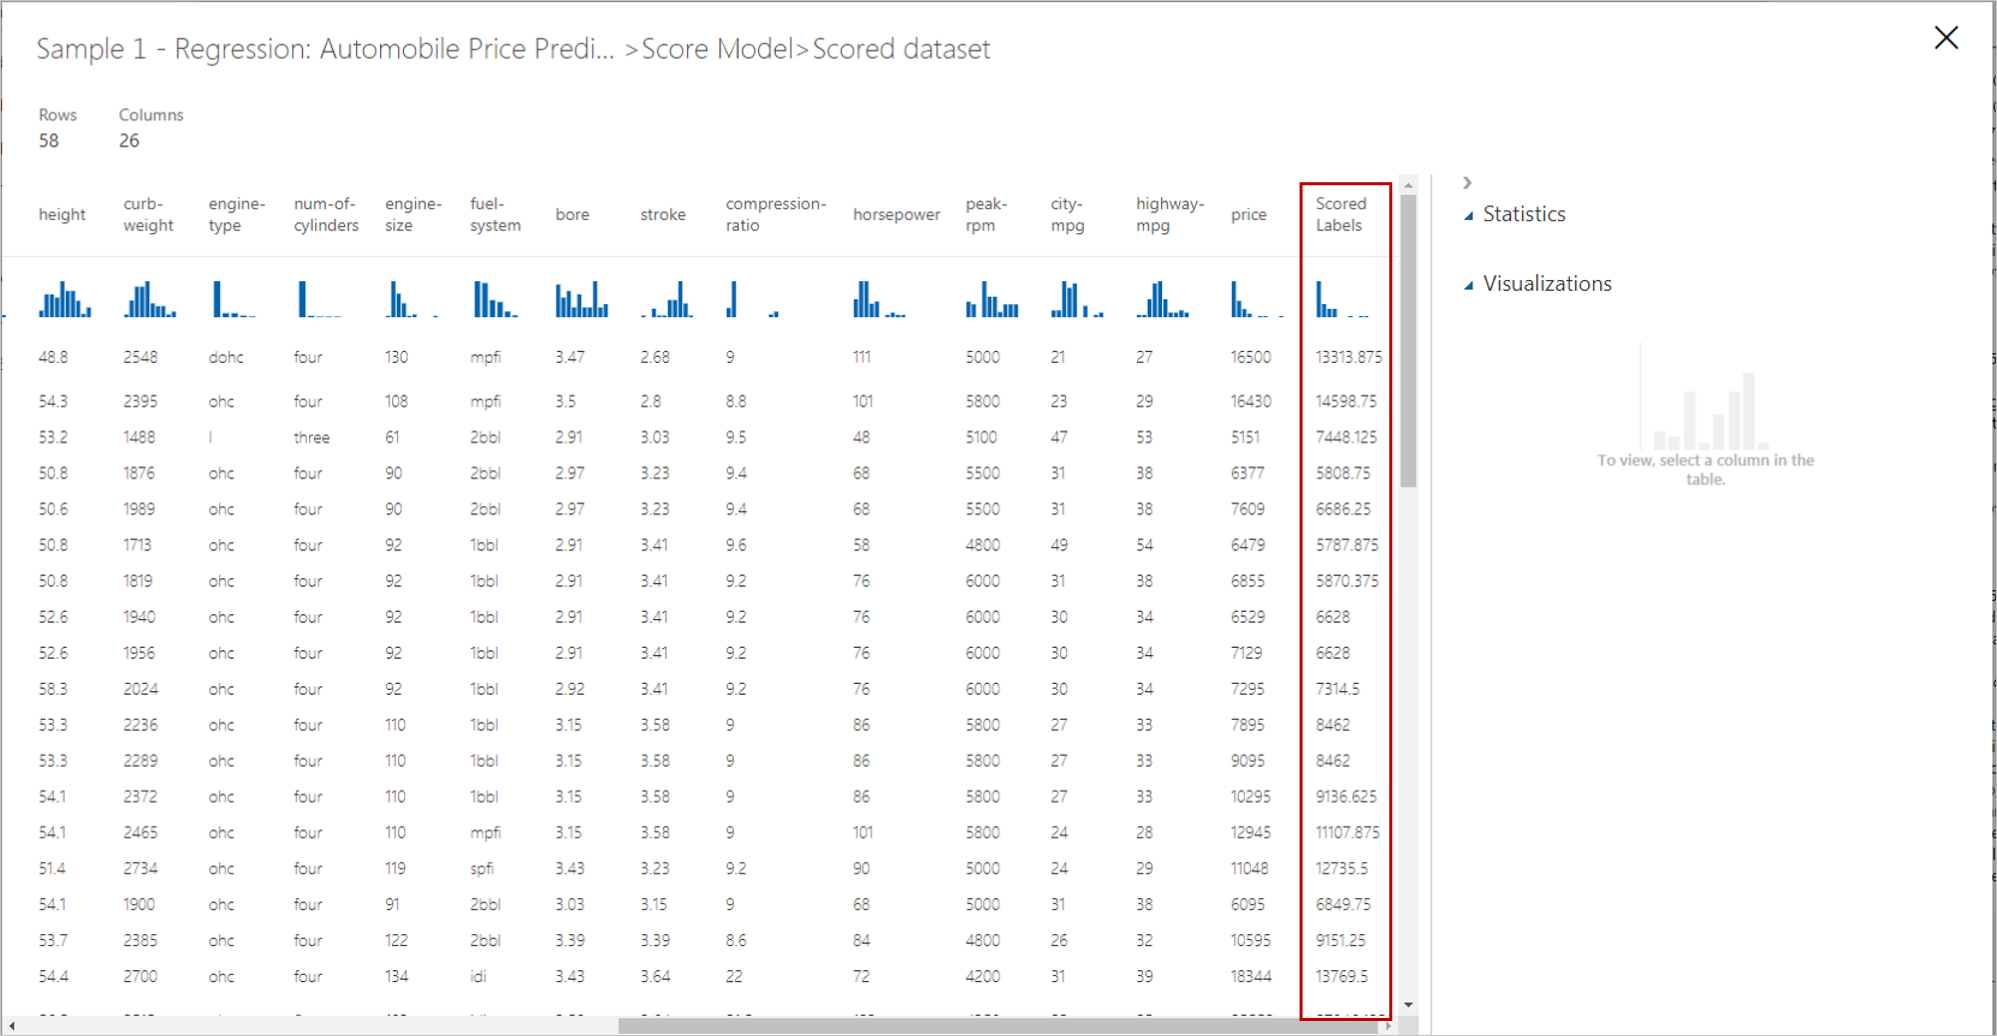 Sample 1 - Regression: Automobile Price Predi... >Score Model>Scored dataset
Rows Columns
58 26
height curb-weight engine-type num-of-cylinders engine-size fuel-system bore stroke compression-ratio horsepower peak-rpm city-mpg highway-mpg price Scored Labels
48.8 2548 dohc four 130 mpfi 3.47 2.68 9 111 5000 21 27 16500 13313.875
54.3 2395 ohc four 108 mpfi 3.5 2.8 8.8 101 5800 23 29 16430 14598.75
53.2 1488 l three 61 2bbl 2.91 3.03 9.5 48 5100 47 53 5151 7448.125
50.8 1876 ohc four 90 2bbl 2.97 3.23 9.4 68 5500 31 38 6377 5808.75
50.6 1989 ohc four 90 2bbl 2.97 3.23 9.4 68 5500 31 38 7609 6686.25
50.8 1713 ohc four 92 1bbl 2.91 3.41 9.6 58 4800 49 54 6479 5787.875
50.8 1819 ohc four 92 1bbl 2.91 3.41 9.2 76 6000 31 38 6855 5870.375
52.6 1940 ohc four 92 1bbl 2.91 3.41 9.2 76 6000 30 34 6529 6628
52.6 1956 ohc four 92 1bbl 2.91 3.41 9.2 76 6000 30 34 7129 6628
58.3 2024 ohc four 92 1bbl 2.92 3.41 9.2 76 6000 30 34 7295 7314.5
53.3 2236 ohc four 110 1bbl 3.15 3.58 9 86 5800 27 33 7895 8462
53.3 2289 ohc four 110 1bbl 3.15 3.58 9 86 5800 27 33 9095 8462
54.1 2372 ohc four 110 1bbl 3.15 3.58 9 86 5800 27 33 10295 9136.625
54.1 2465 ohc four 110 mpfi 3.15 3.58 9 101 5800 24 28 12945 11107.875
51.4 2734 ohc four 119 spfi 3.43 3.23 9.2 90 5000 24 29 11048 12735.5
54.1 1900 ohc four 91 2bbl 3.03 3.15 9 68 5000 31 38 6095 6849.75
53.7 2385 ohc four 122 2bbl 3.39 3.39 8.6 84 4800 26 32 10595 9151.25
54.4 2700 ohc four 134 idi 3.43 3.64 22 72 4200 31 39 18344 13769.5
Statistics
Visualizations
To view, select a column in the
table.